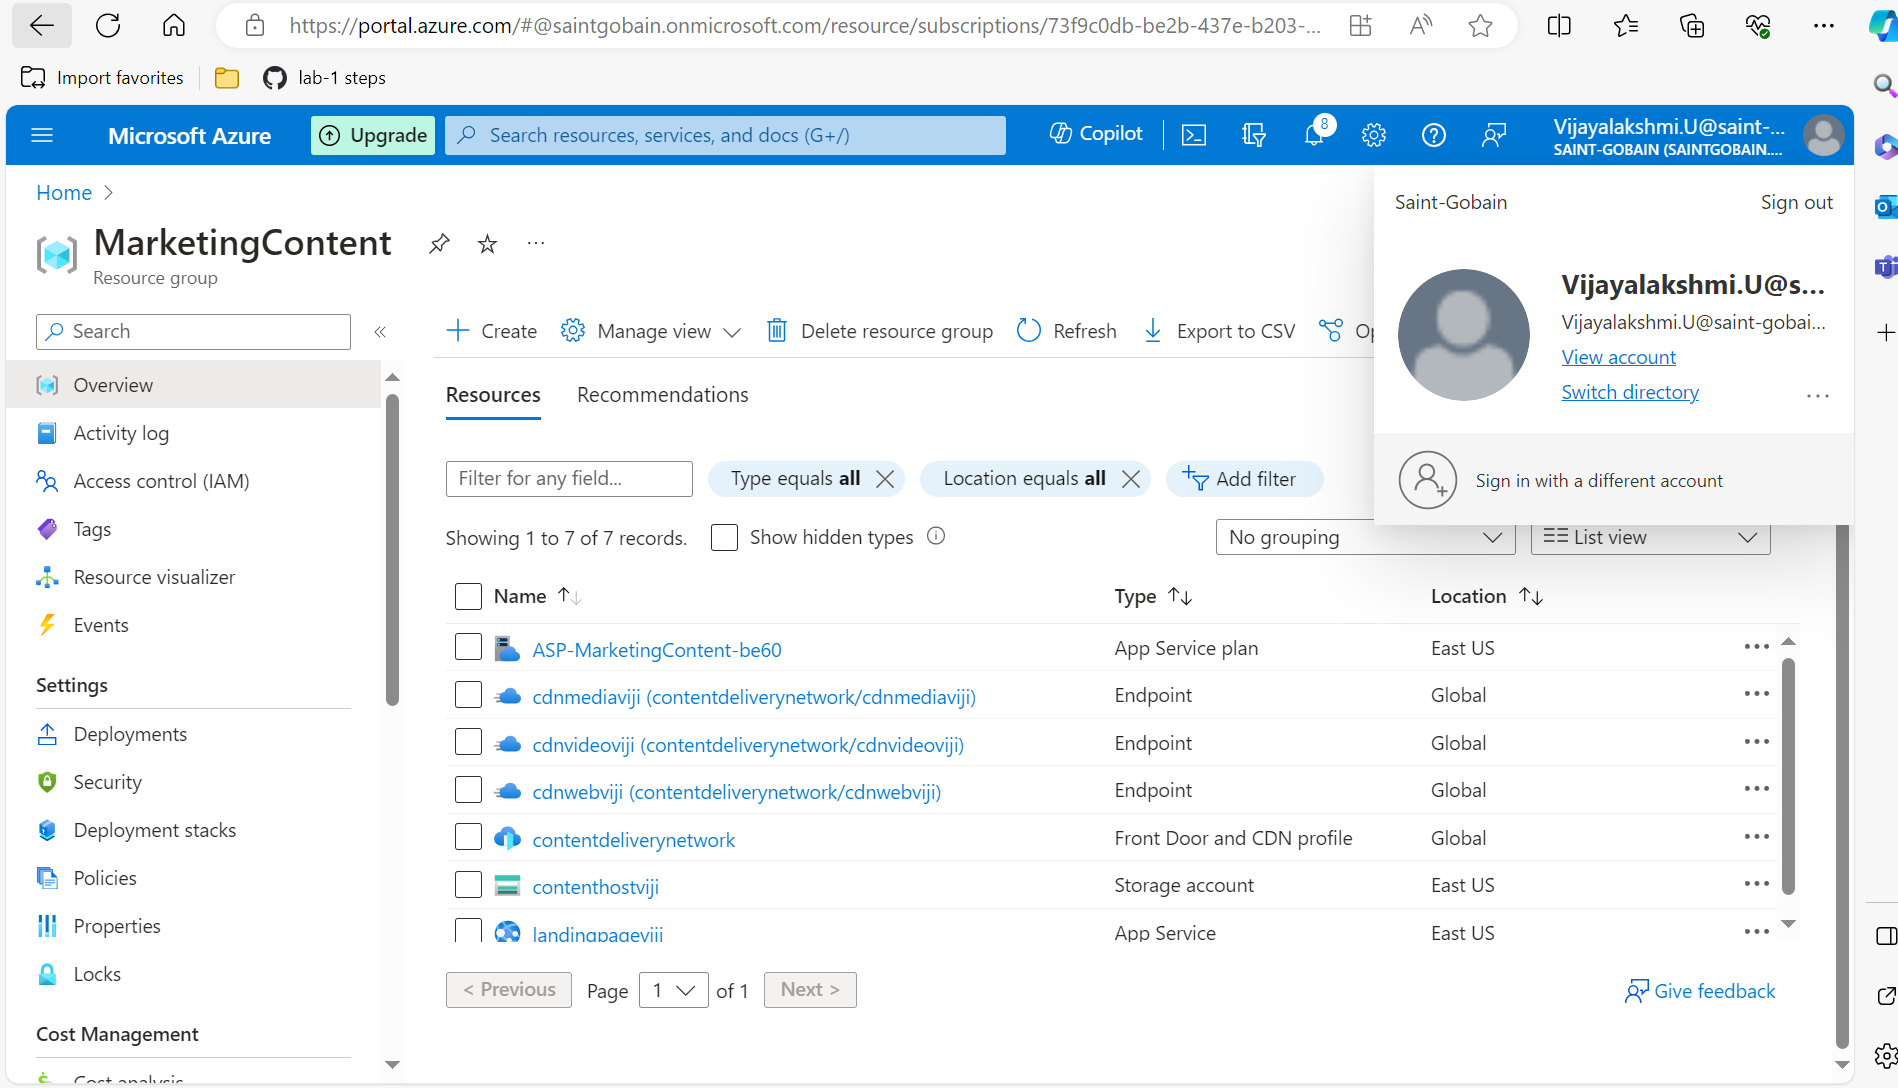 https://portal.azure.com/#@saintgobain.onmicrosoft.com/resource/subscriptions/73f9c0db-be2b-437e-b203-...
Import favorites
lab-1 steps
Microsoft Azure
Upgrade
Search resources, services, and docs (G+/)
Copilot
8
Vijayalakshmi.U@saint-...
SAINT-GOBAIN (SAINTGOBAIN....
Home >
MarketingContent
Resource group
Saint-Gobain
Sign out
Vijayalakshmi.U@s...
Vijayalakshmi.U@saint-gobai...
View account
Switch directory
Sign in with a different account
Search
Create
Manage view
Delete resource group
Refresh
Export to CSV
Overview
Activity log
Access control (IAM)
Tags
Resource visualizer
Events
Settings
Deployments
Security
Deployment stacks
Policies
Properties
Locks
Cost Management
Cost analysis
Resources
Recommendations
Filter for any field...
Type equals all
Location equals all
Add filter
Showing 1 to 7 of 7 records.
Show hidden types
No grouping
List view
Name Type Location
ASP-MarketingContent-be60 App Service plan East US
cdnmediaviji (contentdeliverynetwork/cdnmediaviji) Endpoint Global
cdnvideoviji (contentdeliverynetwork/cdnvideoviji) Endpoint Global
cdnwebviji (contentdeliverynetwork/cdnwebviji) Endpoint Global
contentdeliverynetwork Front Door and CDN profile Global
contenthostviji Storage account East US
landingpageviji App Service East US
< Previous Page 1 of 1 Next >
Give feedback